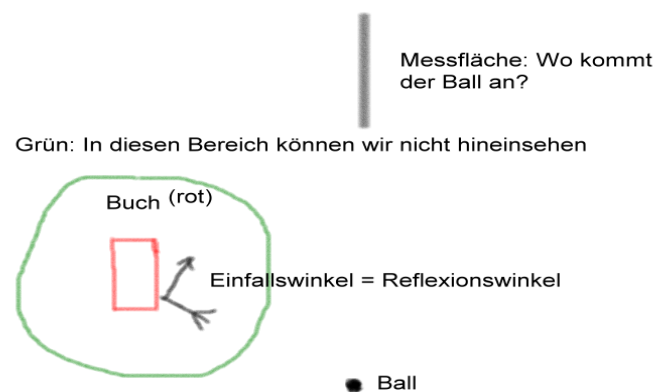 Messfläche: Wo kommt
der Ball an?
Grün: In diesen Bereich können wir nicht hineinsehen
Buch (rot)
Einfallswinkel = Reflexionswinkel
Ball